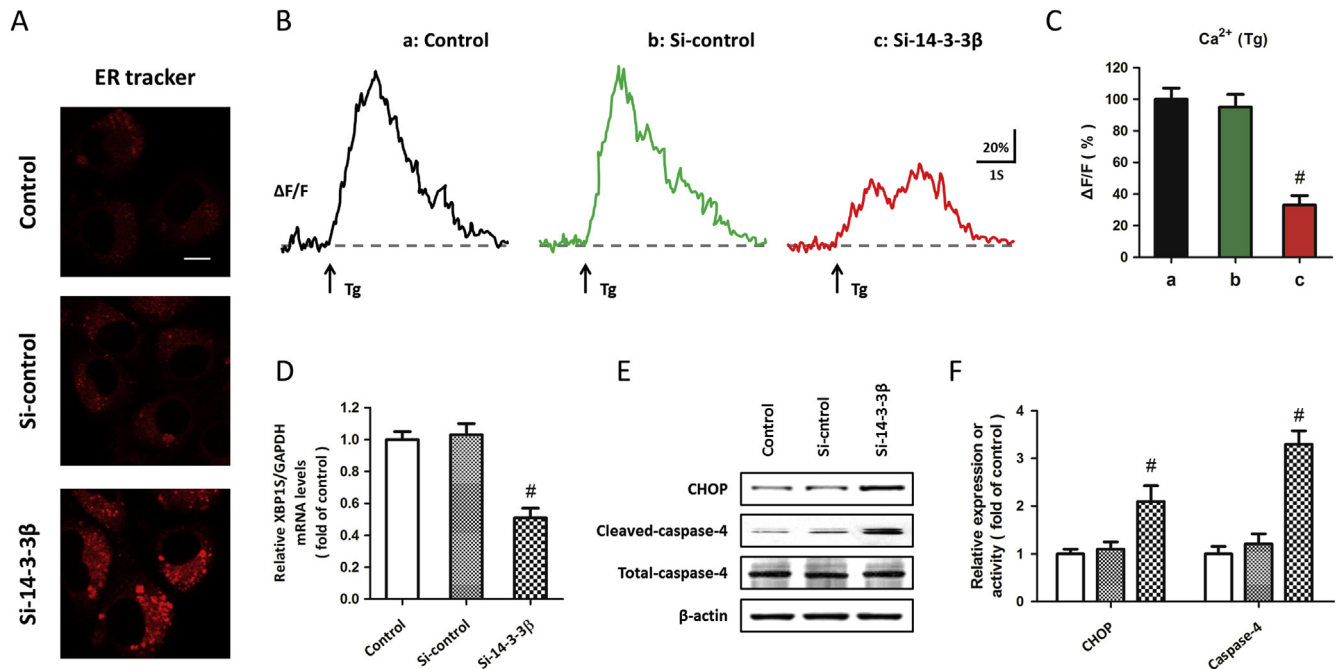 A
ER tracker
Control
Si-control
Si-14-3-3β
B
a: Control
b: Si-control
c: Si-14-3-3β
ΔF/F
20%
1S
Tg
Tg
Tg
C
Ca2+ (Tg)
ΔF/F ( % )
120
100
80
60
40
20
0
#
a
b
c
D
Relative XBP1S/GAPDH
mRNA levels
( fold of control )
1.2
1.0
0.8
0.6
0.4
0.2
0.0
#
Control
Si-control
Si-14-3-3β
E
Control
Si-cntrol
Si-14-3-3β
CHOP
Cleaved-caspase-4
Total-caspase-4
β-actin
F
Relative expression or
activity ( fold of control )
4
3
2
1
0
#
#
CHOP
Caspase-4